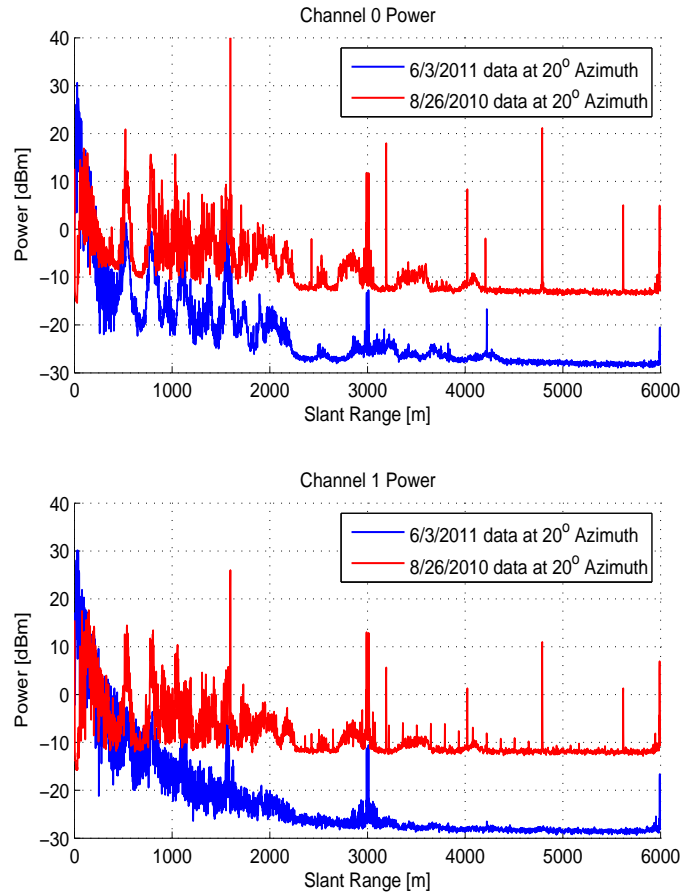 Channel 0 Power
40
30
20
10
0
−10
−20
−30
Power [dBm]
6/3/2011 data at 20° Azimuth
8/26/2010 data at 20° Azimuth
0 1000 2000 3000 4000 5000 6000
Slant Range [m]
Channel 1 Power
40
30
20
10
0
−10
−20
−30
Power [dBm]
6/3/2011 data at 20° Azimuth
8/26/2010 data at 20° Azimuth
0 1000 2000 3000 4000 5000 6000
Slant Range [m]